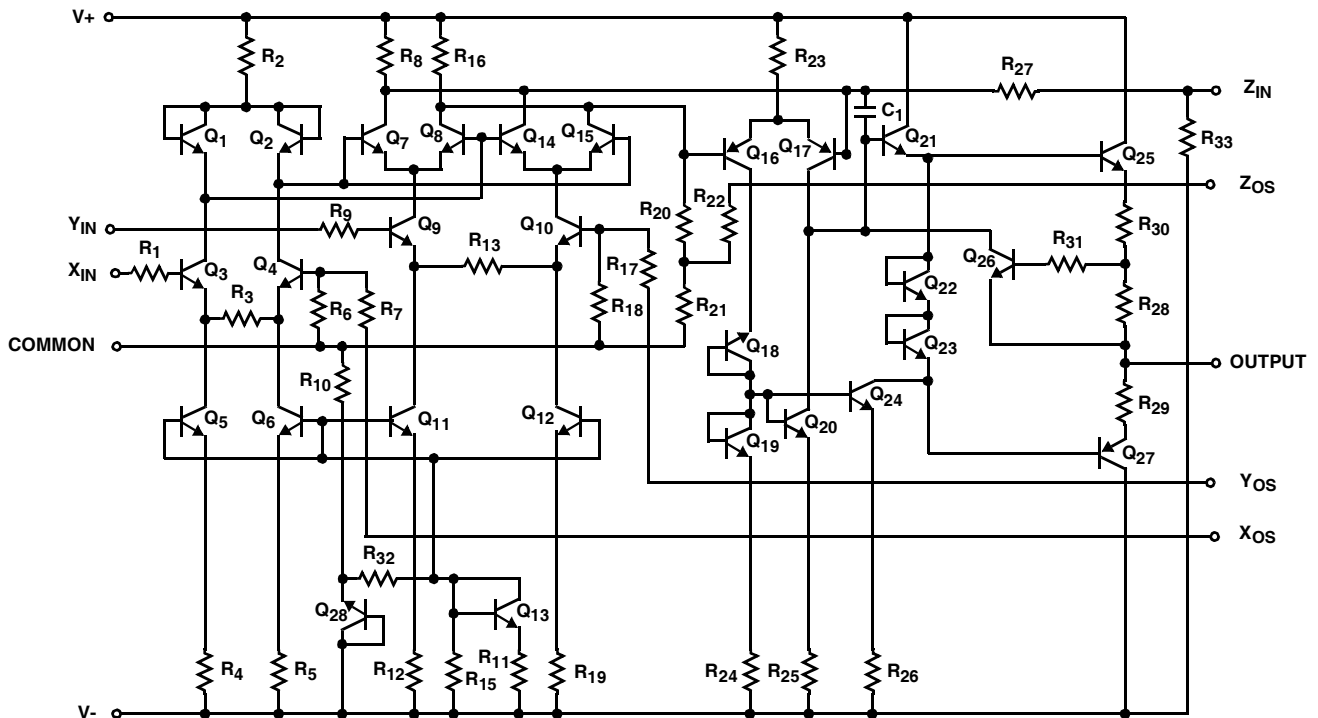 V+
R2
R8
R16
R23
R27
ZIN
C1
Q1
Q2
Q7
Q8
Q14
Q15
Q16
Q17
Q21
Q25
R33
ZOS
R9
R20
R22
YIN
Q9
Q10
R30
R1
R13
R31
XIN
Q3
Q4
R17
Q26
R3
R6
R7
R18
R21
Q22
R28
COMMON
Q18
Q23
OUTPUT
R10
Q24
R29
Q5
Q6
Q11
Q12
Q19
Q20
Q27
YOS
XOS
R32
Q28
Q13
R4
R5
R12
R15
R11
R19
R24
R25
R26
V-